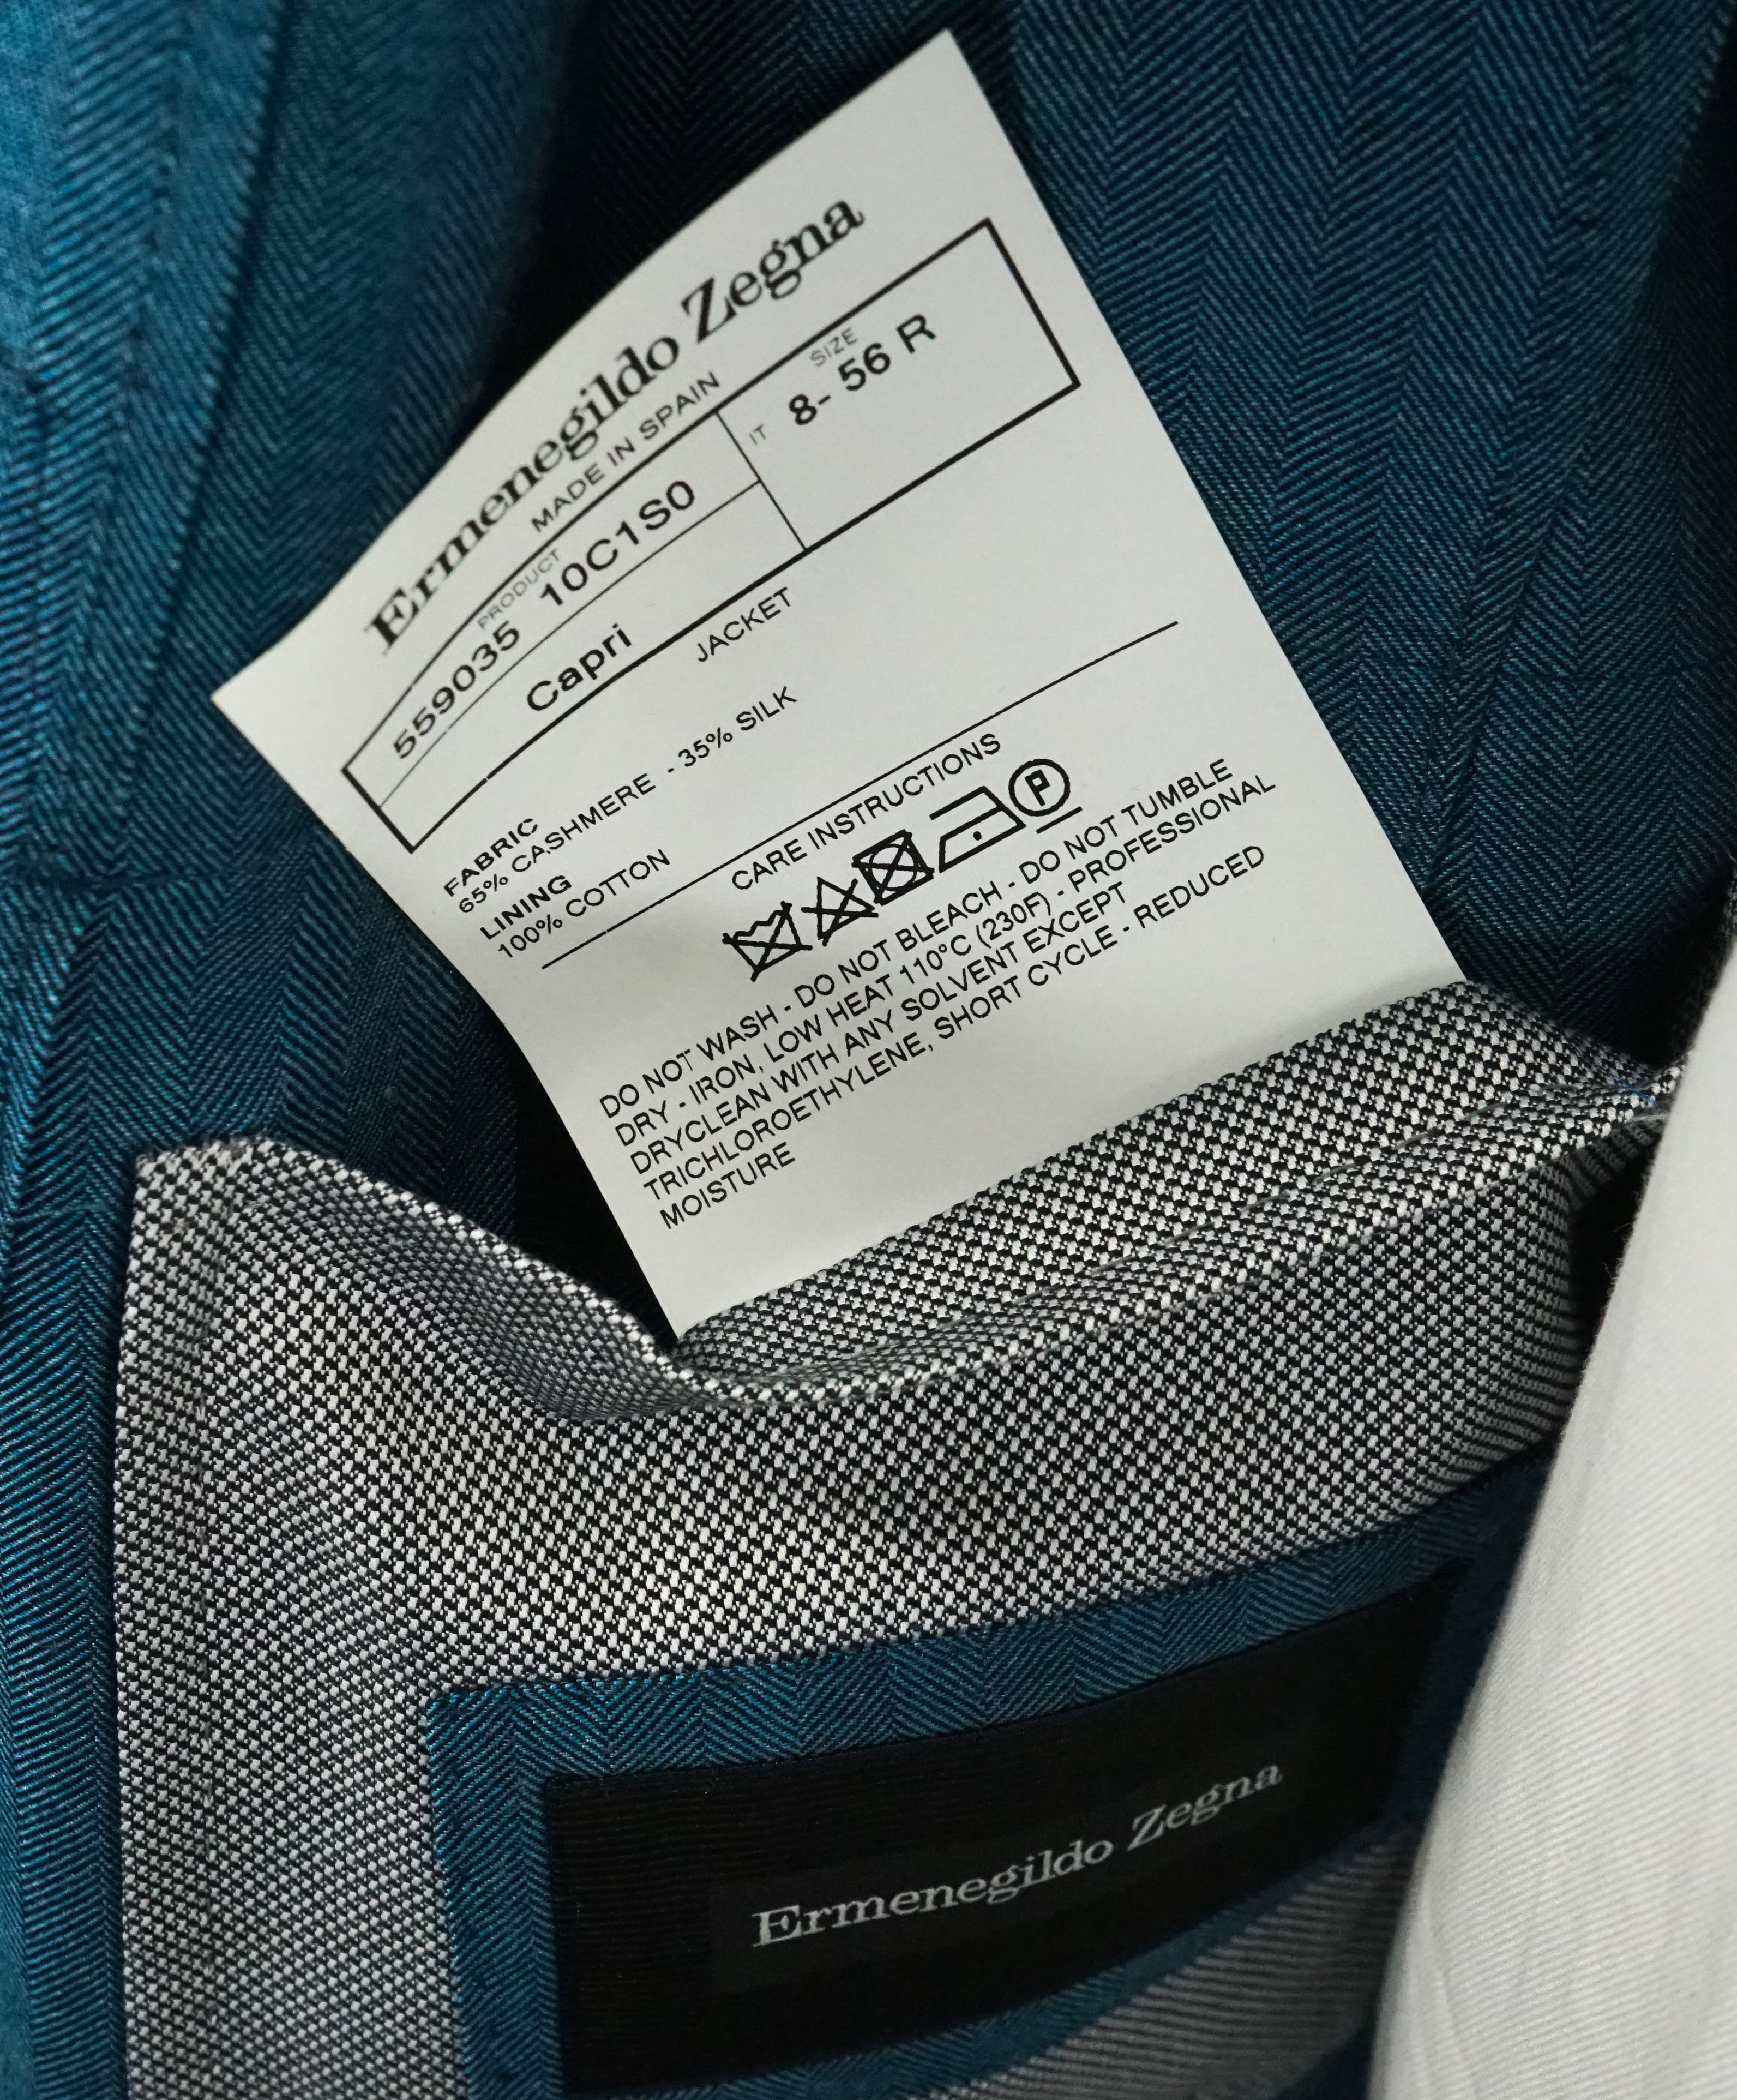 Ermenegildo Zegna
MADE IN SPAIN
PRODUCT
SIZE
559035 10C1S0
IT 8- 56 R
Capri
JACKET
FABRIC
65% CASHMERE - 35% SILK
LINING
100% COTTON
CARE INSTRUCTIONS
P
DO NOT WASH - DO NOT BLEACH - DO NOT TUMBLE
DRY - IRON, LOW HEAT 110°C (230F) - PROFESSIONAL
DRYCLEAN WITH ANY SOLVENT EXCEPT
TRICHLOROETHYLENE, SHORT CYCLE - REDUCED
MOISTURE
Ermenegildo Zegna